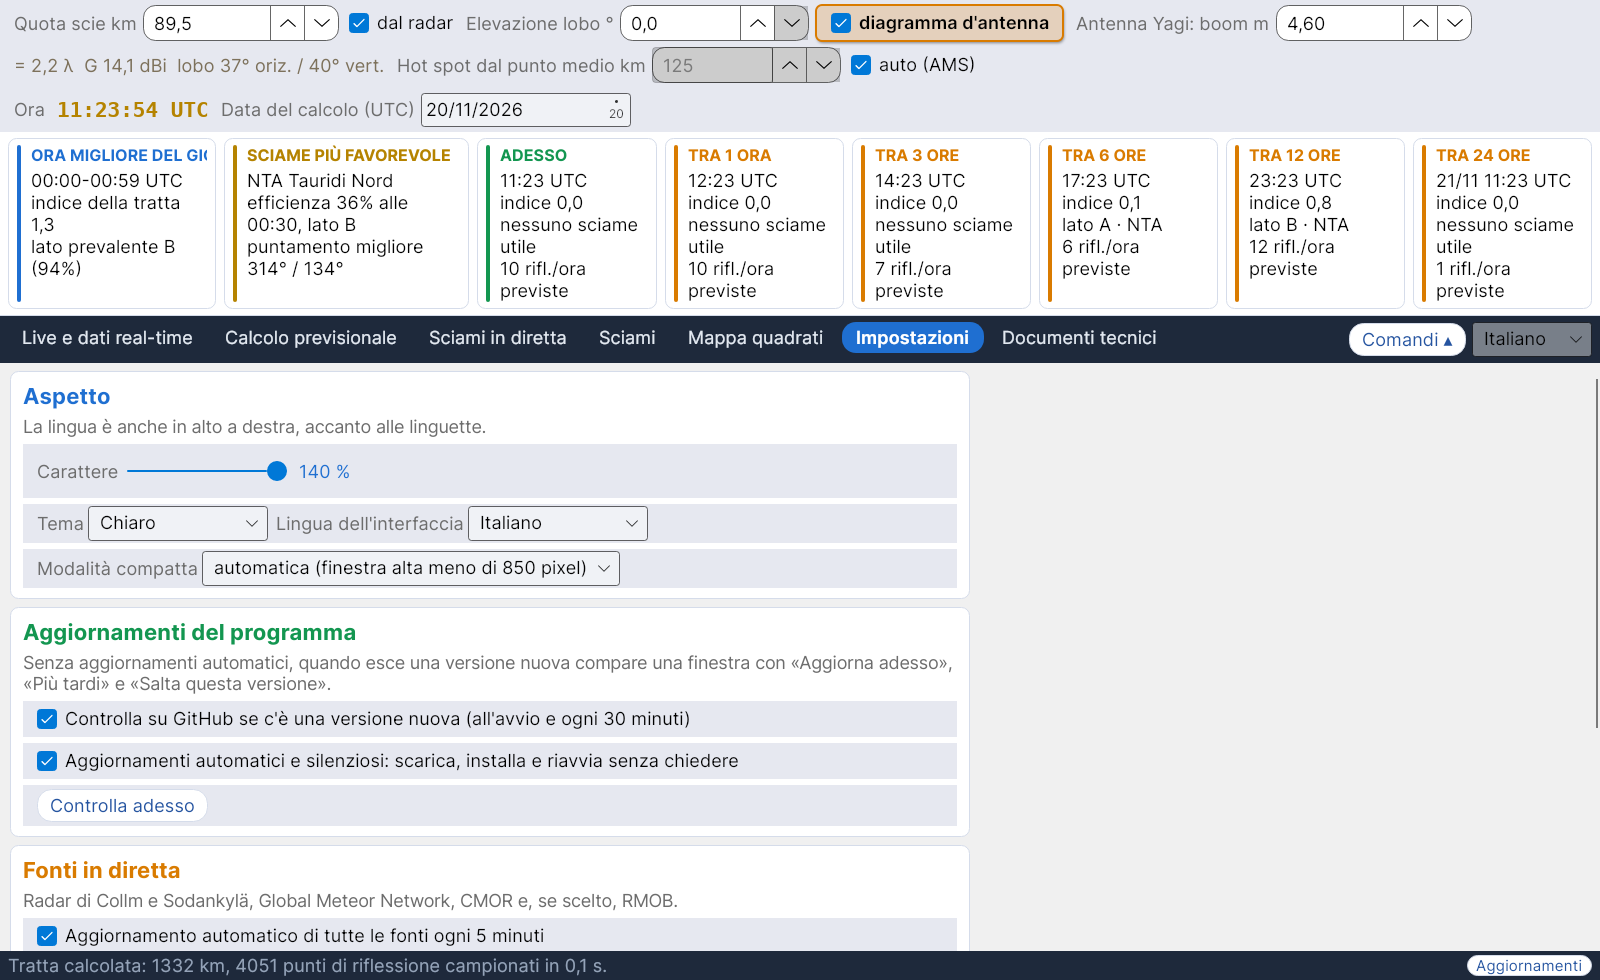 Quota scie km 89,5 dal radar Elevazione lobo ° 0,0 diagramma d'antenna Antenna Yagi: boom m 4,60
= 2,2 λ G 14,1 dBi lobo 37° oriz. / 40° vert. Hot spot dal punto medio km 125 auto (AMS)
Ora 11:23:54 UTC Data del calcolo (UTC) 20/11/2026 20
ORA MIGLIORE DEL GI
00:00-00:59 UTC
indice della tratta
1,3
lato prevalente B
(94%)
SCIAME PIÙ FAVOREVOLE
NTA Tauridi Nord
efficienza 36% alle
00:30, lato B
puntamento migliore
314° / 134°
ADESSO
11:23 UTC
indice 0,0
nessuno sciame
utile
10 rifl./ora
previste
TRA 1 ORA
12:23 UTC
indice 0,0
nessuno sciame
utile
10 rifl./ora
previste
TRA 3 ORE
14:23 UTC
indice 0,0
nessuno sciame
utile
7 rifl./ora
previste
TRA 6 ORE
17:23 UTC
indice 0,1
lato A · NTA
6 rifl./ora
previste
TRA 12 ORE
23:23 UTC
indice 0,8
lato B · NTA
12 rifl./ora
previste
TRA 24 ORE
21/11 11:23 UTC
indice 0,0
nessuno sciame
utile
1 rifl./ora
previste
Live e dati real-time Calcolo previsionale Sciami in diretta Sciami Mappa quadrati Impostazioni Documenti tecnici Comandi ▴ Italiano
Aspetto
La lingua è anche in alto a destra, accanto alle linguette.
Carattere 140 %
Tema Chiaro Lingua dell'interfaccia Italiano
Modalità compatta automatica (finestra alta meno di 850 pixel)
Aggiornamenti del programma
Senza aggiornamenti automatici, quando esce una versione nuova compare una finestra con «Aggiorna adesso»,
«Più tardi» e «Salta questa versione».
Controlla su GitHub se c'è una versione nuova (all'avvio e ogni 30 minuti)
Aggiornamenti automatici e silenziosi: scarica, installa e riavvia senza chiedere
Controlla adesso
Fonti in diretta
Radar di Collm e Sodankylä, Global Meteor Network, CMOR e, se scelto, RMOB.
Aggiornamento automatico di tutte le fonti ogni 5 minuti
Tratta calcolata: 1332 km, 4051 punti di riflessione campionati in 0,1 s.
Aggiornamenti